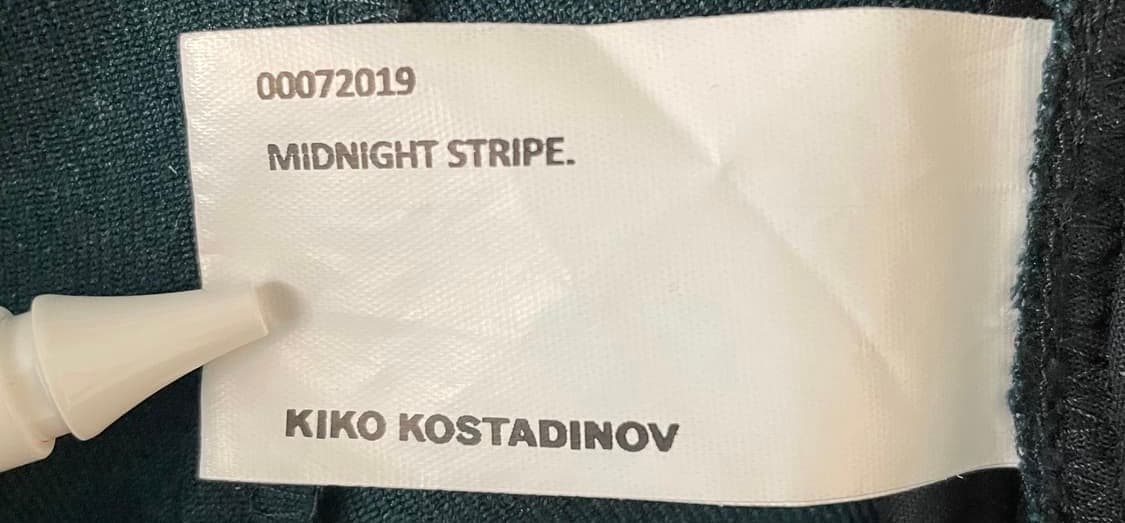 00072019
MIDNIGHT STRIPE.
KIKO KOSTADINOV